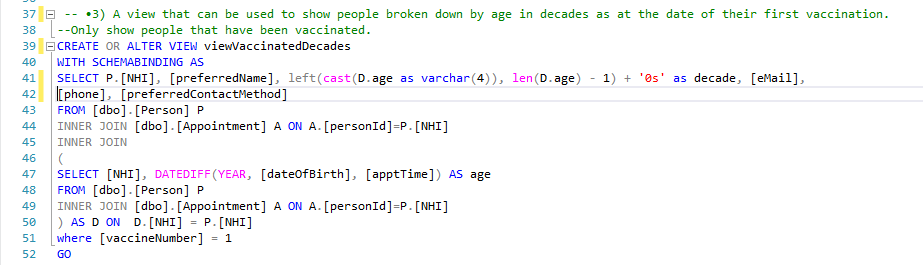 37 -- •3) A view that can be used to show people broken down by age in decades as at the date of their first vaccination.
38 --Only show people that have been vaccinated.
39 CREATE OR ALTER VIEW viewVaccinatedDecades
40 WITH SCHEMABINDING AS
41 SELECT P.[NHI], [preferredName], left(cast(D.age as varchar(4)), len(D.age) - 1) + '0s' as decade, [eMail],
42 [phone], [preferredContactMethod]
43 FROM [dbo].[Person] P
44 INNER JOIN [dbo].[Appointment] A ON A.[personId]=P.[NHI]
45 INNER JOIN
46 (
47 SELECT [NHI], DATEDIFF(YEAR, [dateOfBirth], [apptTime]) AS age
48 FROM [dbo].[Person] P
49 INNER JOIN [dbo].[Appointment] A ON A.[personId]=P.[NHI]
50 ) AS D ON  D.[NHI] = P.[NHI]
51 where [vaccineNumber] = 1
52 GO